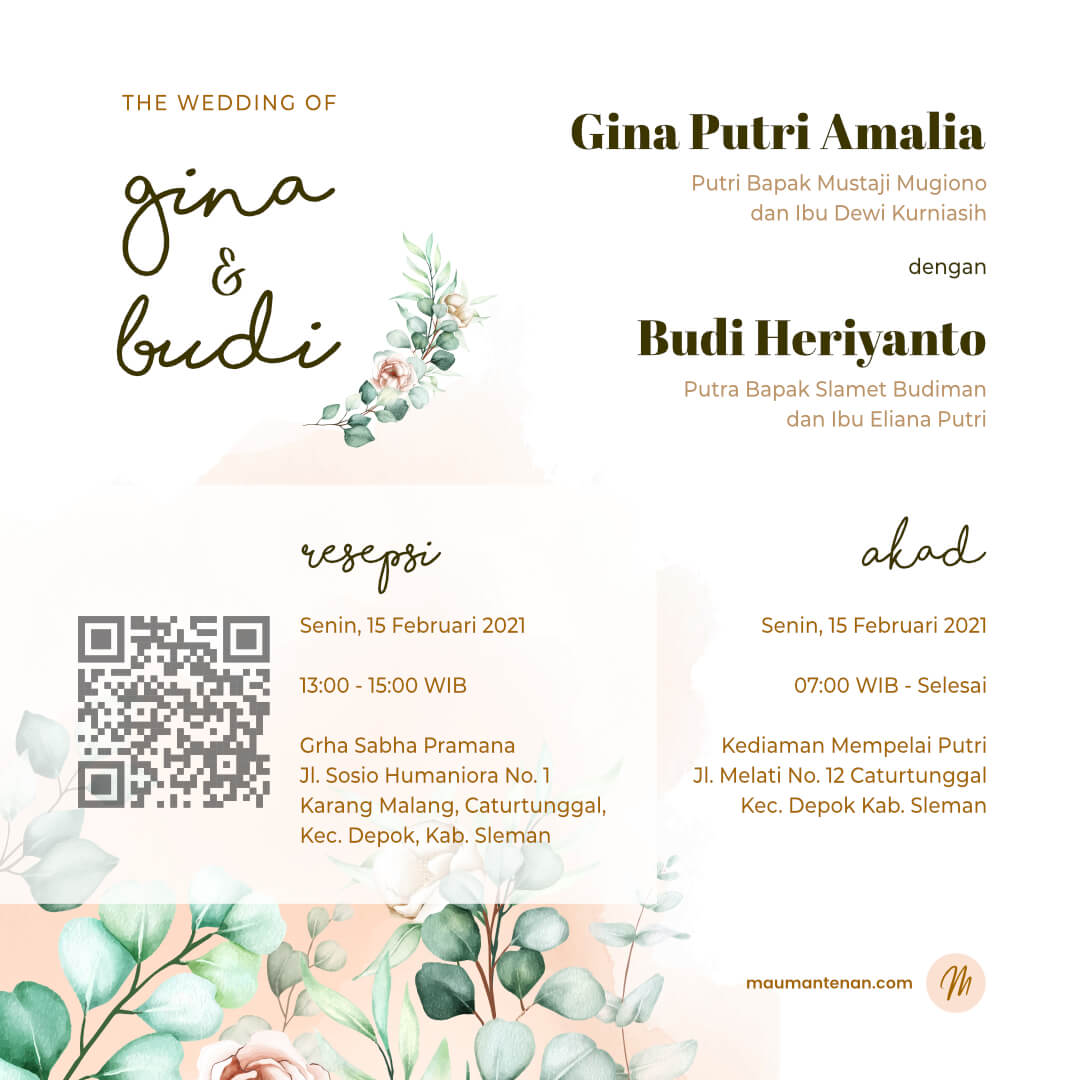 THE WEDDING OF
gina
&
budi
Gina Putri Amalia
Putri Bapak Mustaji Mugiono
dan Ibu Dewi Kurniasih
dengan
Budi Heriyanto
Putra Bapak Slamet Budiman
dan Ibu Eliana Putri
resepsi
Senin, 15 Februari 2021
13:00 - 15:00 WIB
Grha Sabha Pramana
Jl. Sosio Humaniora No. 1
Karang Malang, Caturtunggal,
Kec. Depok, Kab. Sleman
akad
Senin, 15 Februari 2021
07:00 WIB - Selesai
Kediaman Mempelai Putri
Jl. Melati No. 12 Caturtunggal
Kec. Depok Kab. Sleman
maumantenan.com
M